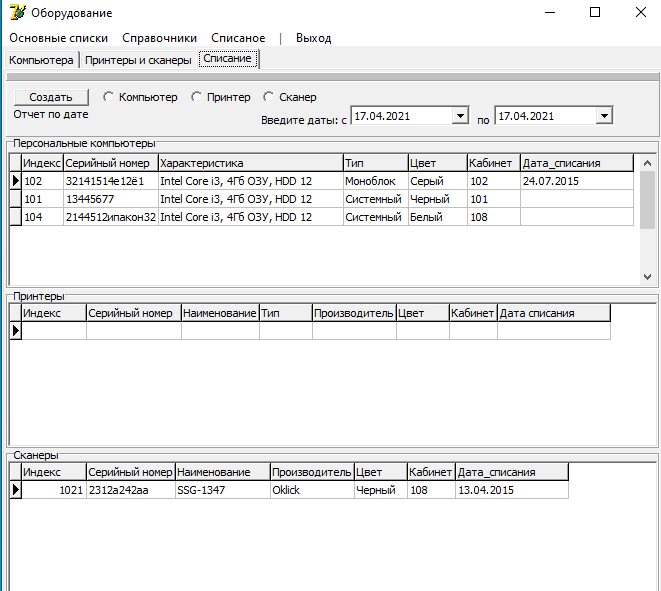 Оборудование
Основные списки Справочники Списаное | Выход
Компьютера Принтеры и сканеры Списание
Создать Компьютер Принтер Сканер
Отчет по дате Введите даты: с 17.04.2021 по 17.04.2021
Персональные компьютеры
Индекс Серийный номер Характеристика Тип Цвет Кабинет Дата_списания
102 32141514e12ё1 Intel Core i3, 4Гб ОЗУ, HDD 12 Моноблок Серый 102 24.07.2015
101 13445677 Intel Core i3, 4Гб ОЗУ, HDD 12 Системный Черный 101
104 2144512ипакон32 Intel Core i3, 4Гб ОЗУ, HDD 12 Системный Белый 108
Принтеры
Индекс Серийный номер Наименование Тип Производитель Цвет Кабинет Дата списания
Сканеры
Индекс Серийный номер Наименование Производитель Цвет Кабинет Дата_списания
1021 2312a242aa SSG-1347 Oklick Черный 108 13.04.2015